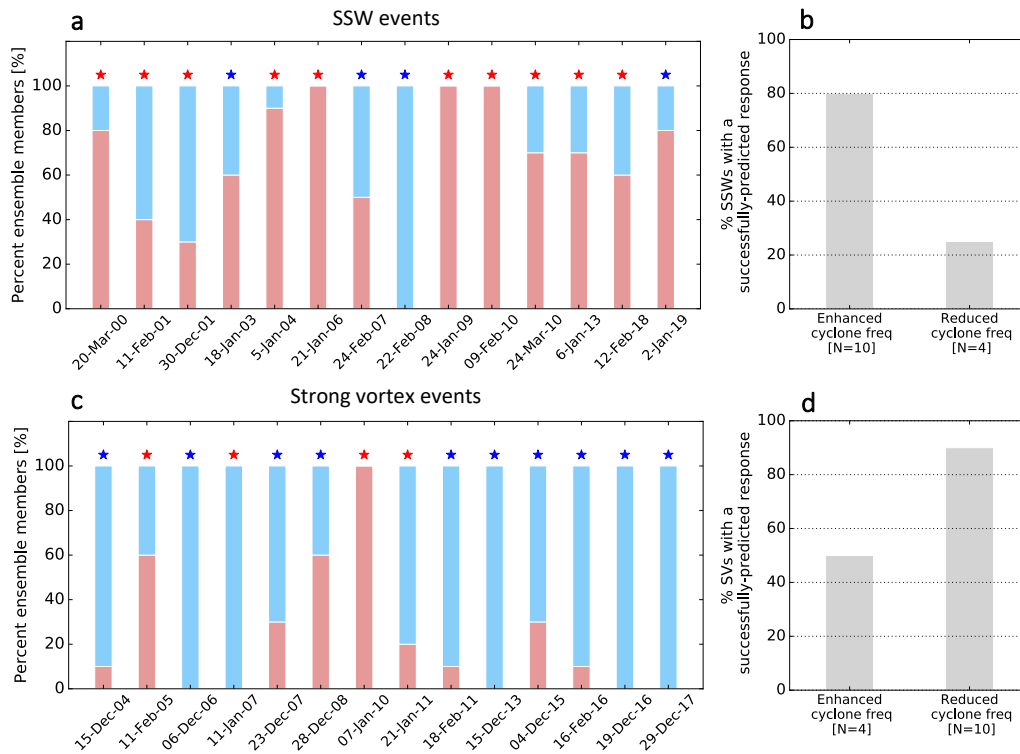 a
SSW events
Percent ensemble members [%]
100
80
60
40
20
0
20-Mar-00
11-Feb-01
30-Dec-01
18-Jan-03
5-Jan-04
21-Jan-06
24-Feb-07
22-Feb-08
24-Jan-09
09-Feb-10
24-Mar-10
6-Jan-13
12-Feb-18
2-Jan-19
b
% SSWs with a
successfully-predicted response
100
80
60
40
20
0
Enhanced
cyclone freq
[N=10]
Reduced
cyclone freq
[N=4]
c
Strong vortex events
Percent ensemble members [%]
100
80
60
40
20
0
15-Dec-04
11-Feb-05
06-Dec-06
11-Jan-07
23-Dec-07
28-Dec-08
07-Jan-10
21-Jan-11
18-Feb-11
15-Dec-13
04-Dec-15
16-Feb-16
19-Dec-16
29-Dec-17
d
% SVs with a
successfully-predicted response
100
80
60
40
20
0
Enhanced
cyclone freq
[N=4]
Reduced
cyclone freq
[N=10]